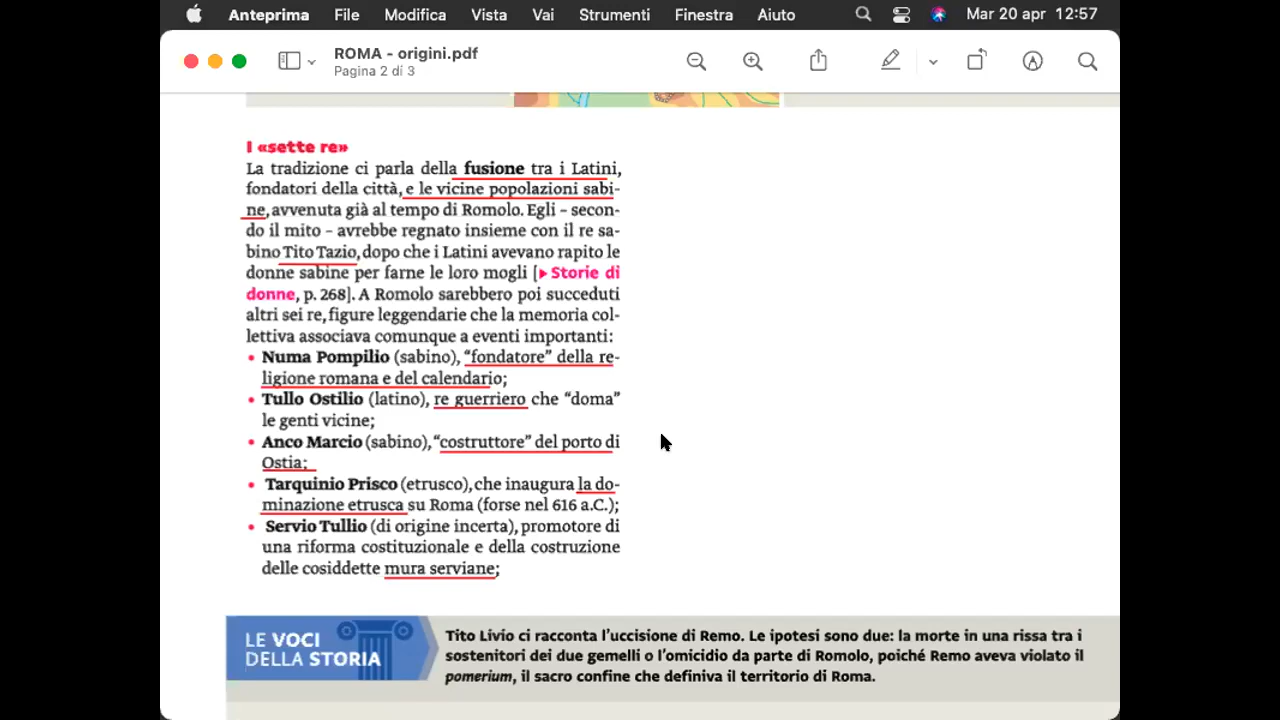 Anteprima File Modifica Vista Vai Strumenti Finestra Aiuto Mar 20 apr 12:57
ROMA - origini.pdf
Pagina 2 di 3
I «sette re»
La tradizione ci parla della fusione tra i Latini,
fondatori della città, e le vicine popolazioni sabi-
ne, avvenuta già al tempo di Romolo. Egli – secon-
do il mito – avrebbe regnato insieme con il re sa-
bino Tito Tazio, dopo che i Latini avevano rapito le
donne sabine per farne le loro mogli [▸Storie di
donne, p. 268]. A Romolo sarebbero poi succeduti
altri sei re, figure leggendarie che la memoria col-
lettiva associava comunque a eventi importanti:
• Numa Pompilio (sabino), “fondatore” della re-
ligione romana e del calendario;
• Tullo Ostilio (latino), re guerriero che “doma”
le genti vicine;
• Anco Marcio (sabino), “costruttore” del porto di
Ostia;
• Tarquinio Prisco (etrusco), che inaugura la do-
minazione etrusca su Roma (forse nel 616 a.C.);
• Servio Tullio (di origine incerta), promotore di
una riforma costituzionale e della costruzione
delle cosiddette mura serviane;
LE VOCI
DELLA STORIA
Tito Livio ci racconta l'uccisione di Remo. Le ipotesi sono due: la morte in una rissa tra i
sostenitori dei due gemelli o l'omicidio da parte di Romolo, poiché Remo aveva violato il
pomerium, il sacro confine che definiva il territorio di Roma.